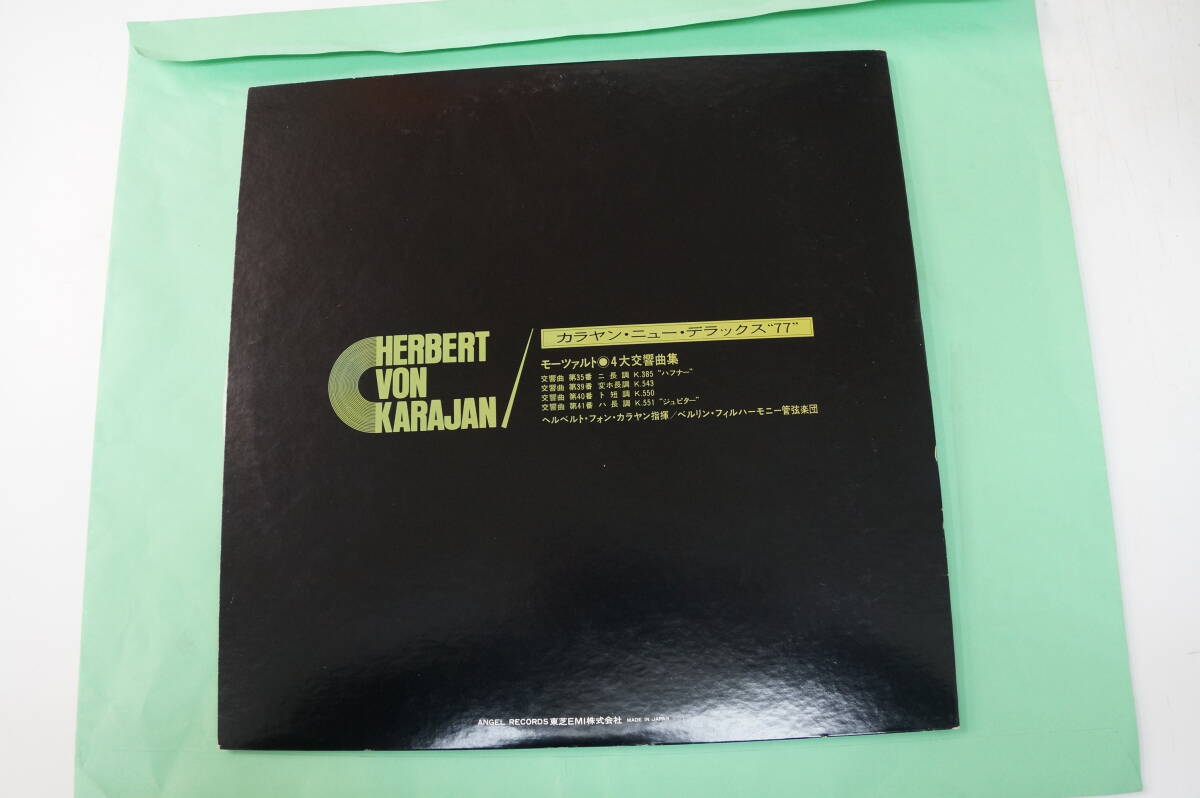 HERBERT
VON
KARAJAN
カラヤン・ニュー・デラックス“77”
モーツァルト◉4大交響曲集
交響曲 第35番 ニ 長 調 K.385 “ハフナー”
交響曲 第39番 変ホ長調 K.543
交響曲 第40番 ト 短 調 K.550
交響曲 第41番 ハ 長 調 K.551 “ジュピター”
ヘルベルト・フォン・カラヤン指揮/ベルリン・フィルハーモニー管弦楽団
ANGEL RECORDS 東芝EMI株式会社 MADE IN JAPAN